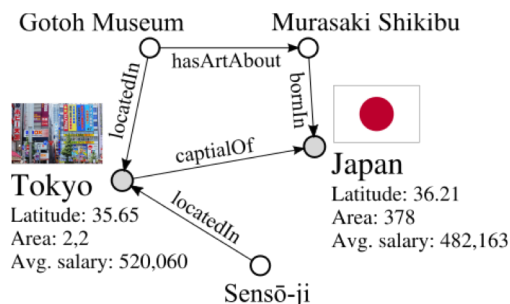 Gotoh Museum
Murasaki Shikibu
hasArtAbout
locatedIn
bornIn
captialOf
Tokyo
Latitude: 35.65
Area: 2,2
Avg. salary: 520,060
Japan
Latitude: 36.21
Area: 378
Avg. salary: 482,163
locatedIn
Sensō-ji